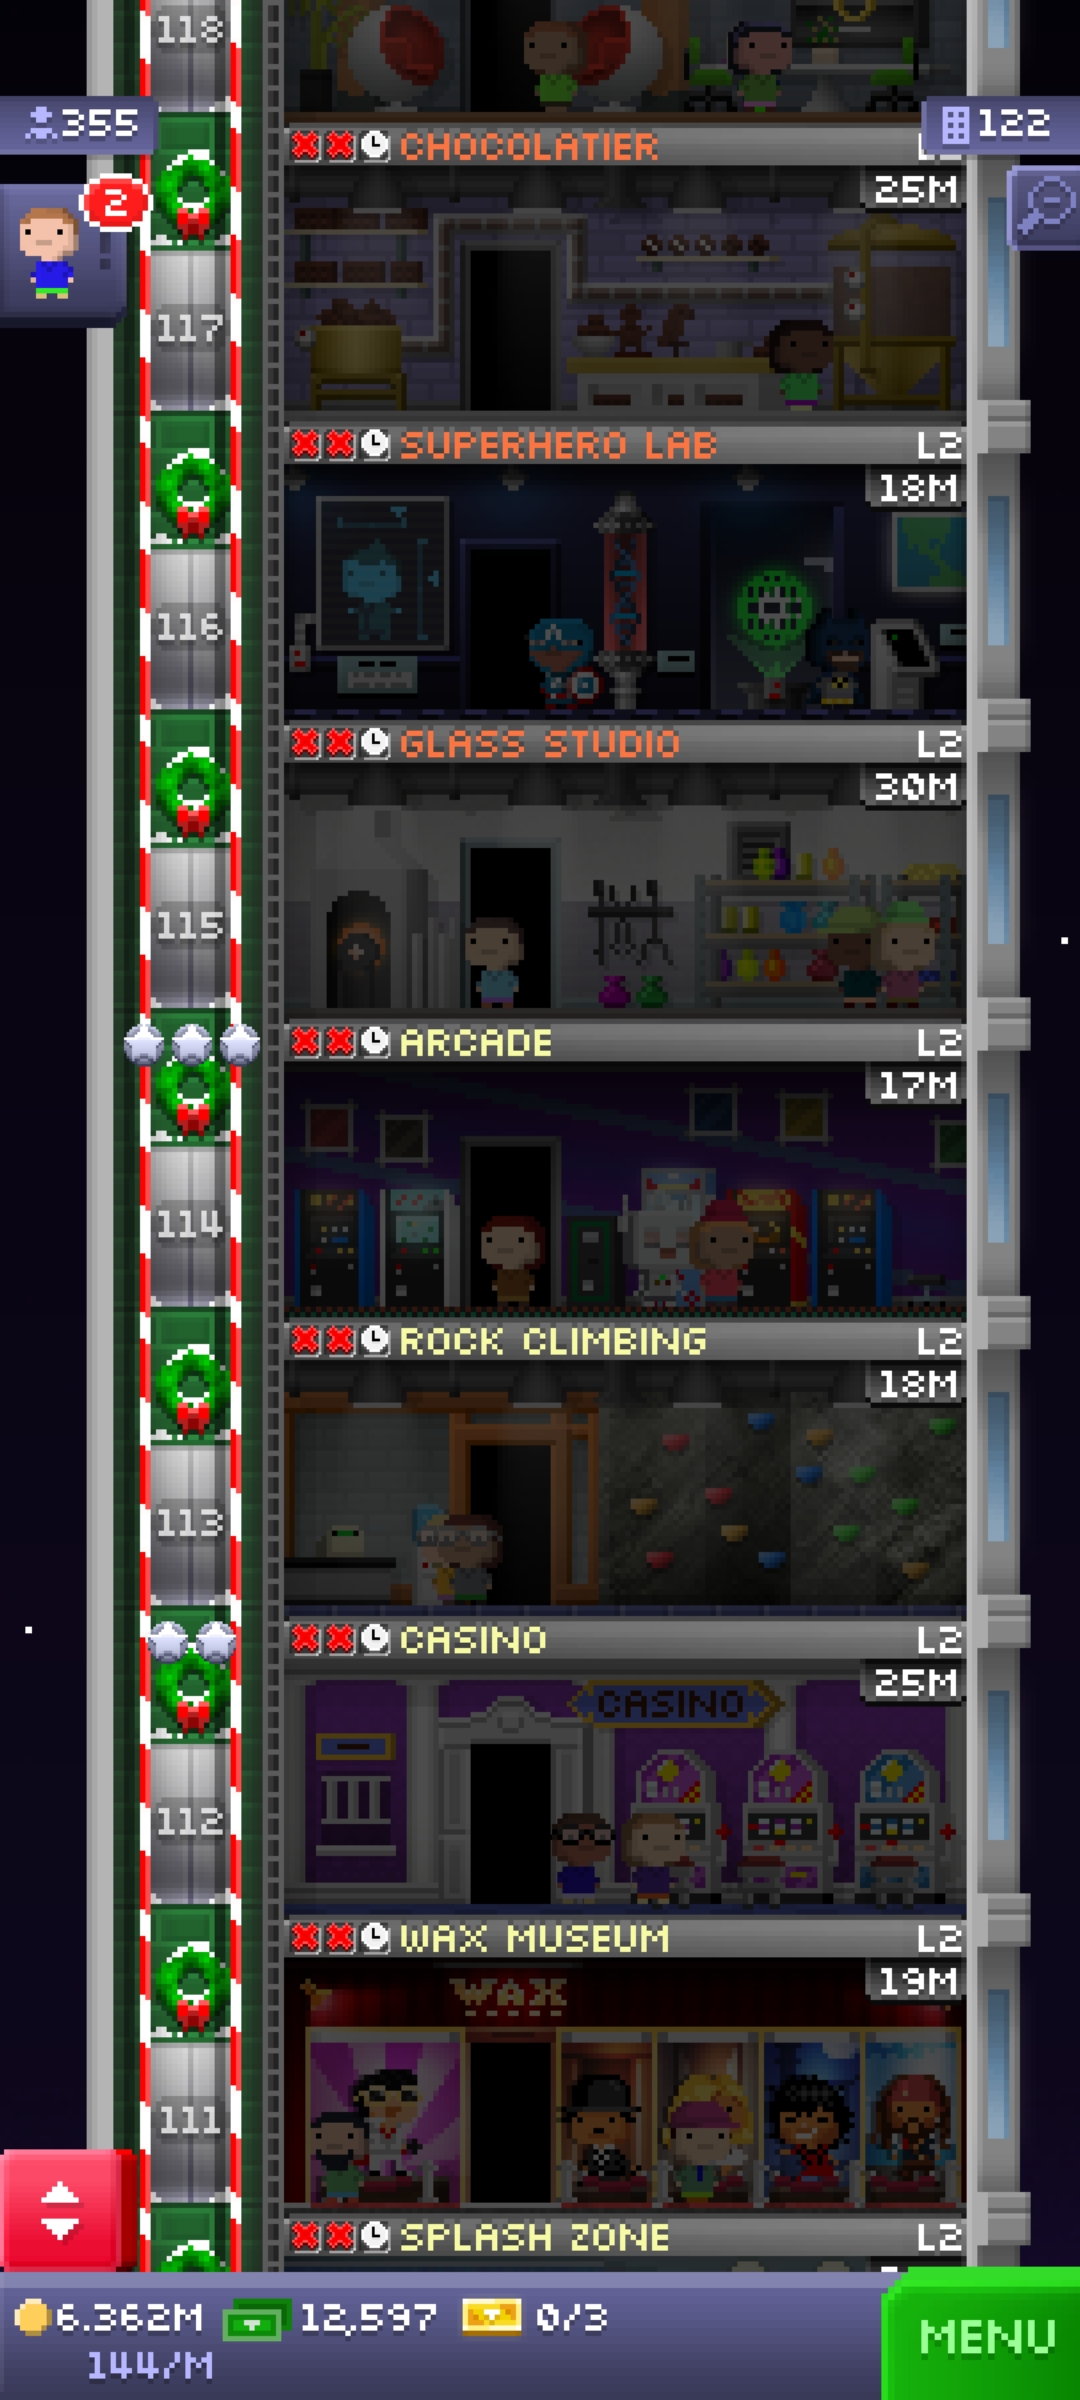 118
355
122
2
CHOCOLATIER
25M
117
SUPERHERO LAB L2
18M
116
GLASS STUDIO L2
30M
115
ARCADE L2
17M
114
ROCK CLIMBING L2
18M
113
CASINO L2
25M
CASINO
112
WAX MUSEUM L2
19M
WAX
111
SPLASH ZONE L2
6.362M 12,597 0/3
144/M
MENU